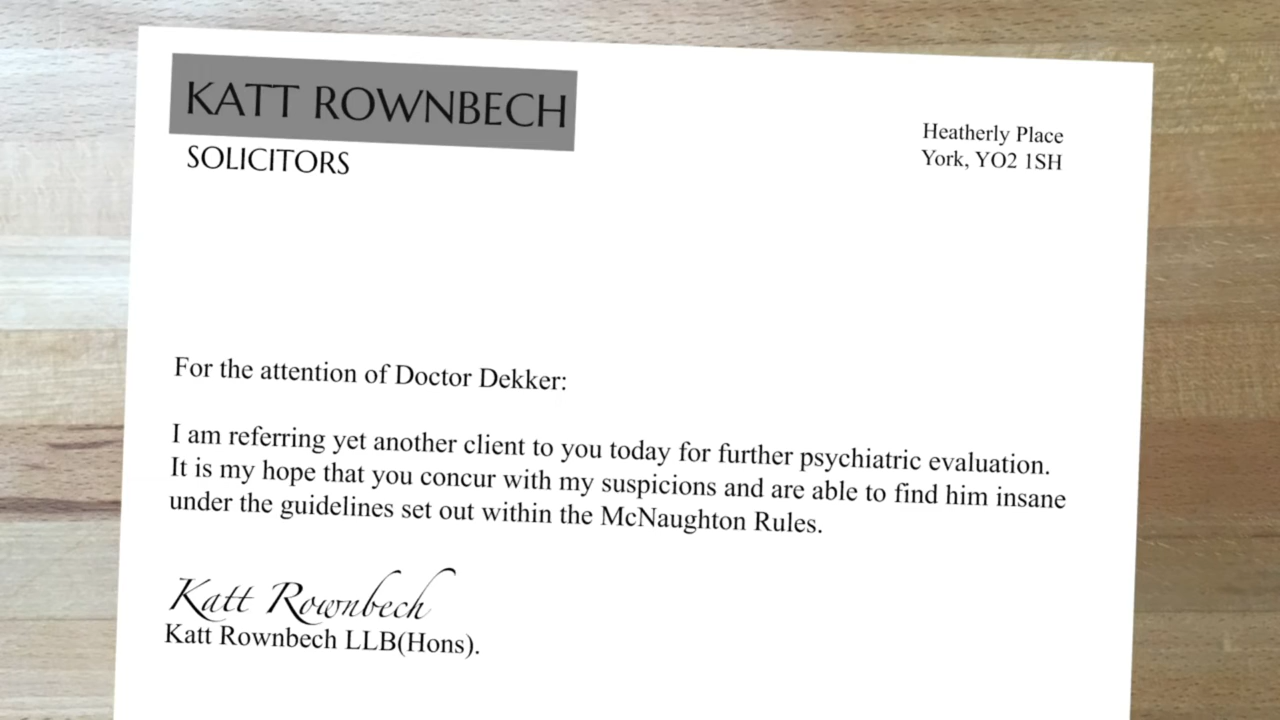 KATT ROWNBECH
SOLICITORS
Heatherly Place
York, YO2 1SH
For the attention of Doctor Dekker:
I am referring yet another client to you today for further psychiatric evaluation.
It is my hope that you concur with my suspicions and are able to find him insane
under the guidelines set out within the McNaughton Rules.
Katt Rownbech
Katt Rownbech LLB(Hons).